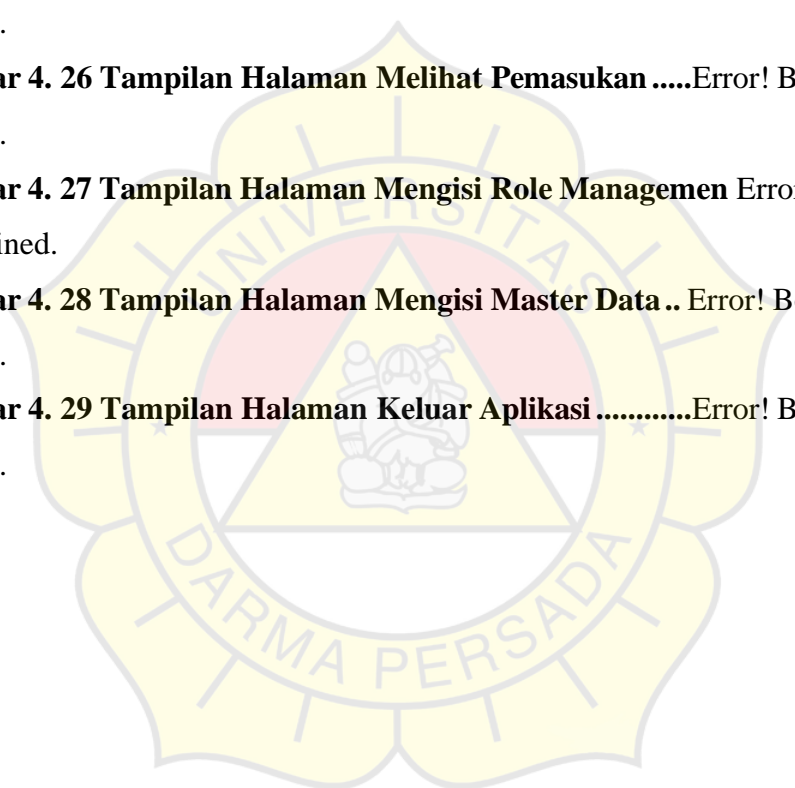 .
ar 4. 26 Tampilan Halaman Melihat Pemasukan .....Error! B
.
ar 4. 27 Tampilan Halaman Mengisi Role Managemen Error
ined.
ar 4. 28 Tampilan Halaman Mengisi Master Data .. Error! B
.
ar 4. 29 Tampilan Halaman Keluar Aplikasi ............Error! B
.
UNIVERSITAS
DARMA PERSADA